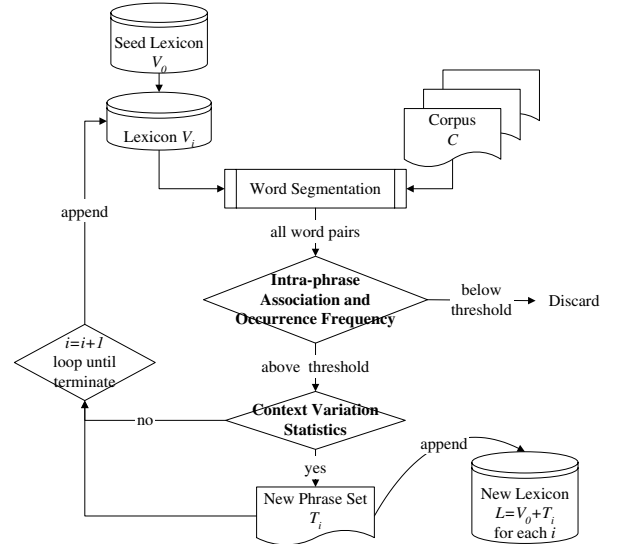 Seed Lexicon
V0
Lexicon Vi
Corpus
C
Word Segmentation
append
all word pairs
Intra-phrase
Association and
Occurrence Frequency
below
threshold
Discard
i=i+1
loop until
terminate
above threshold
Context Variation
Statistics
no
yes
append
New Phrase Set
Ti
New Lexicon
L=V0+Ti
for each i